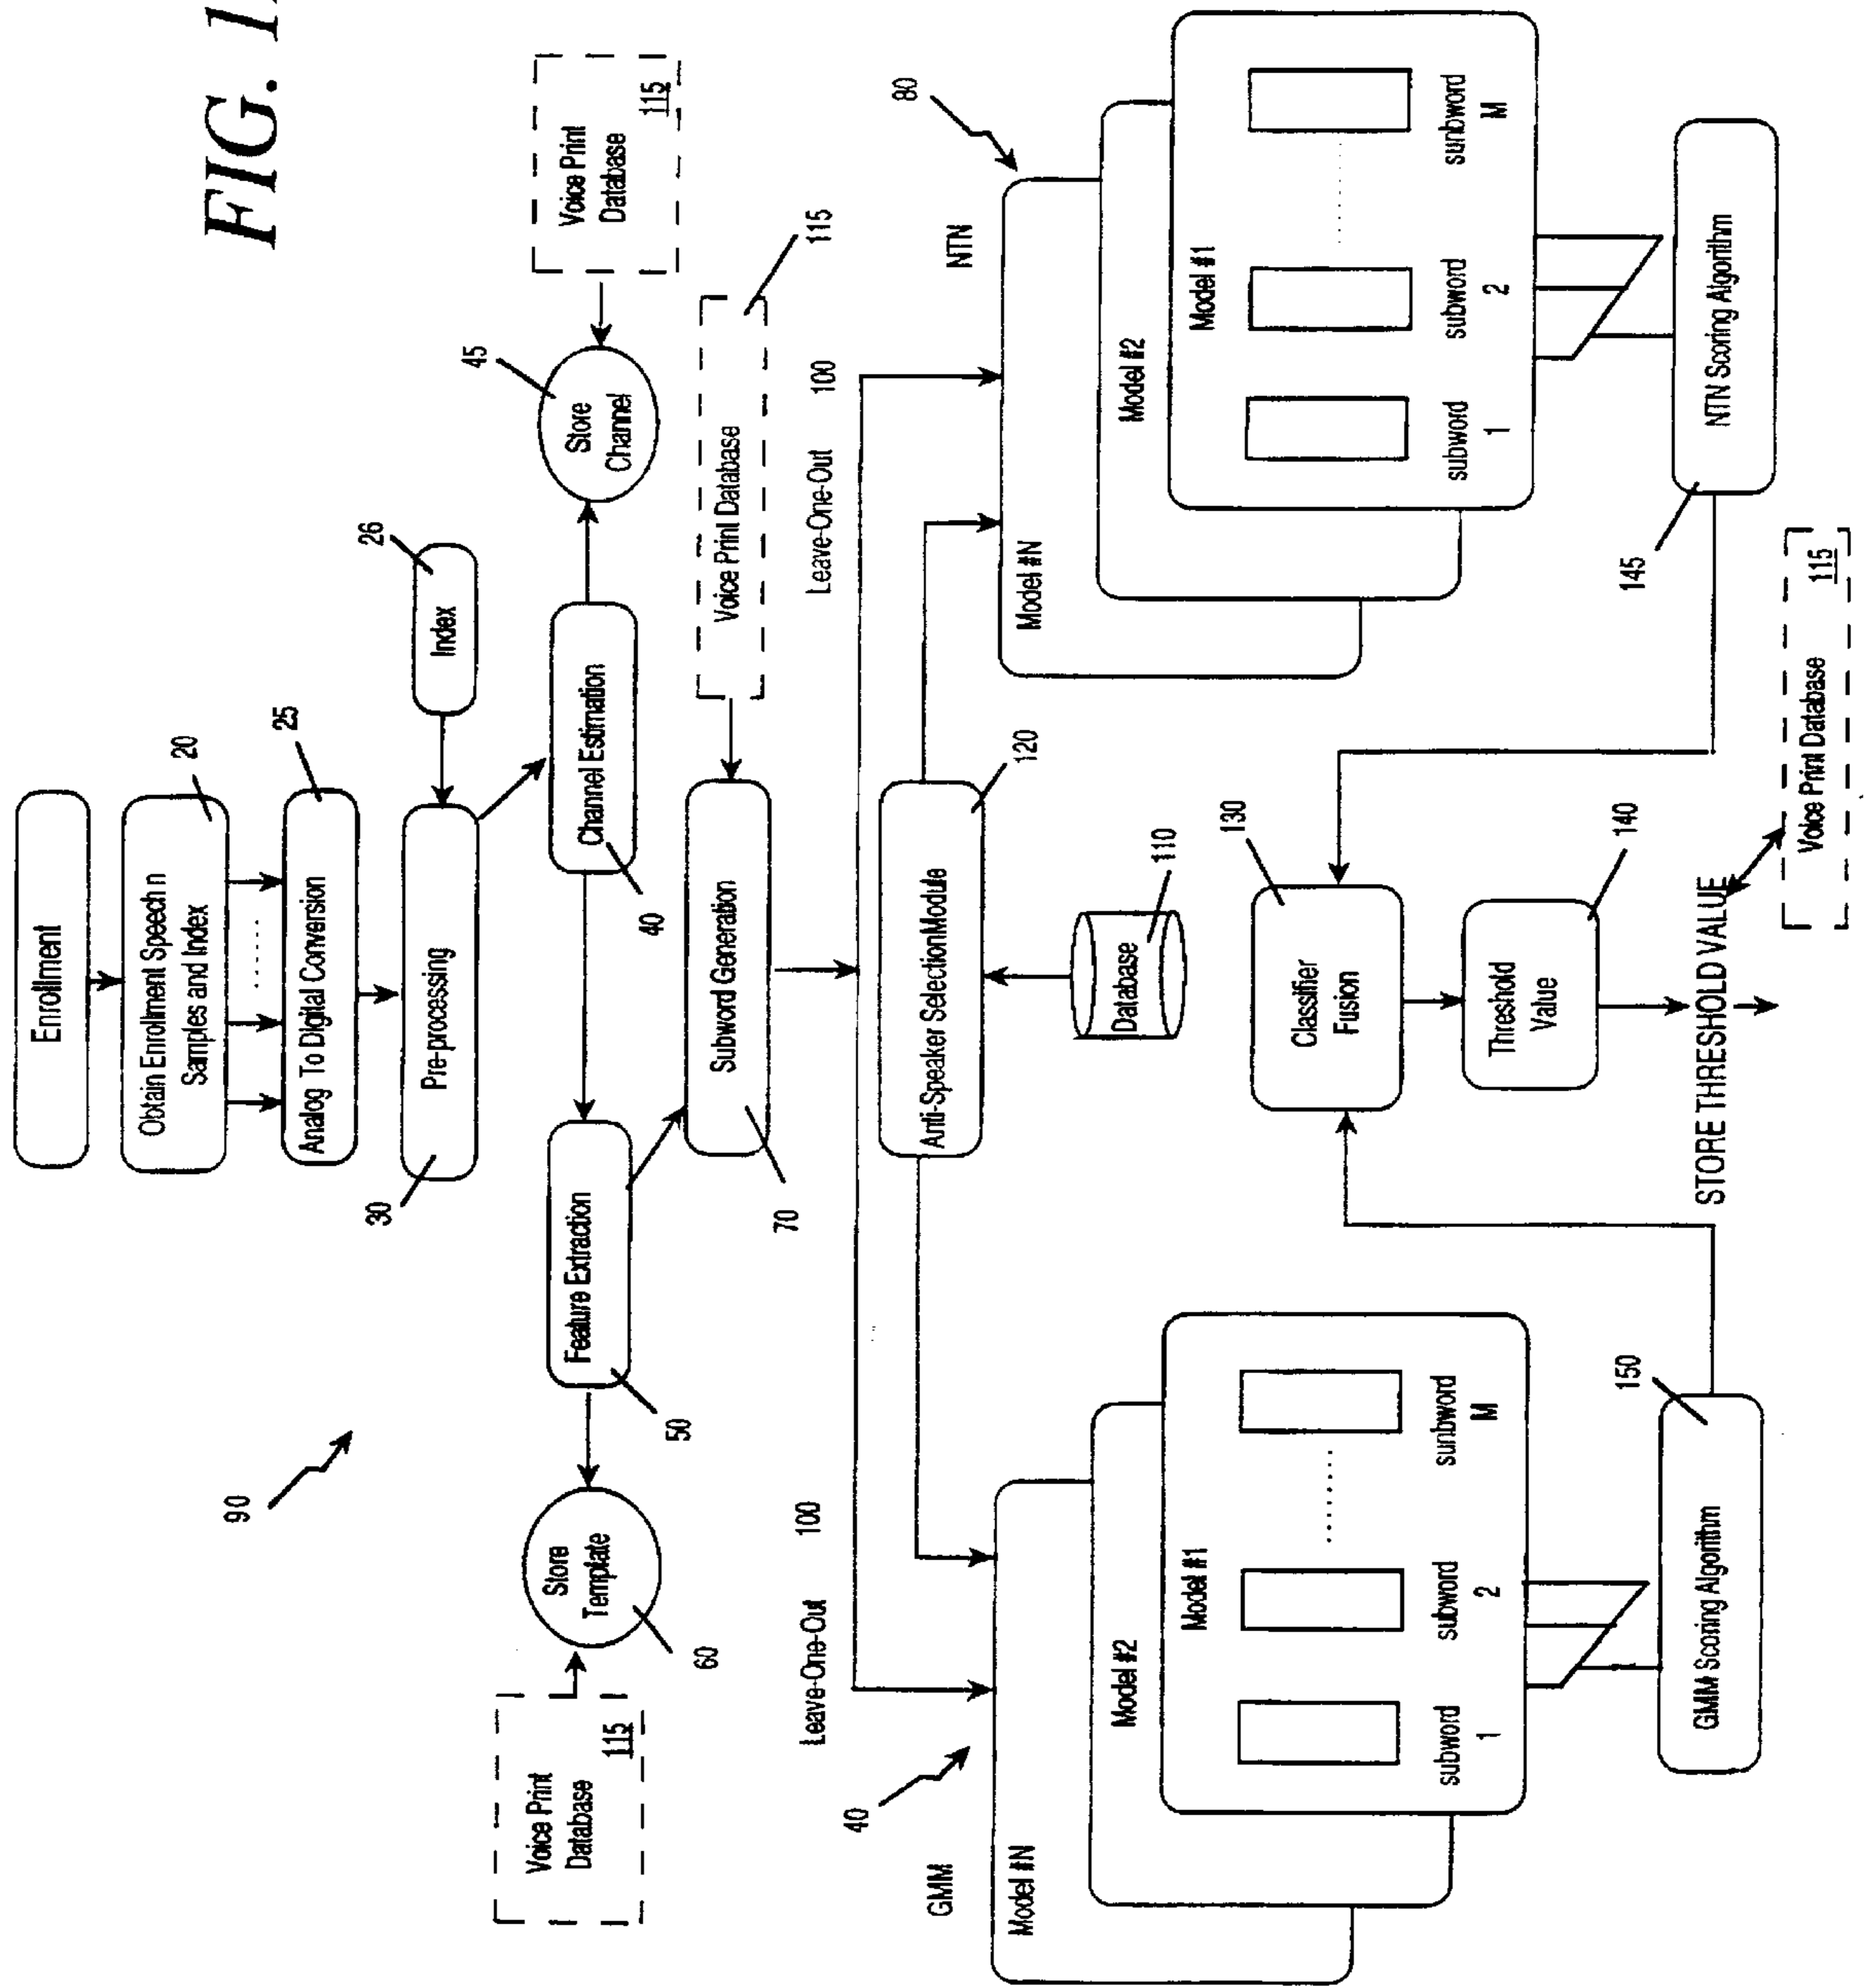 FIG. 1
Enrollment
Obtain Enrollment Speech n
Samples and Index
20
......
Analog To Digital Conversion
25
Pre-processing
30
Index
26
Channel Estimation
40
Store
Channel
45
Voice Print
Database
115
Feature Extraction
50
90
Store
Template
60
Voice Print
Database
115
Subword Generation
70
Voice Print Database
115
Leave-One-Out 100
Leave-One-Out 100
Anti-Speaker SelectionModule
120
Database
110
GMM
40
Model #N
Model #2
Model #1
........
subword
1
subword
2
sunbword
M
GMM Scoring Algorithm
150
NTN
80
Model #N
Model #2
Model #1
........
subword
1
subword
2
sunbword
M
NTN Scoring Algorithm
145
Classifier
Fusion
130
Threshold
Value
140
STORE THRESHOLD VALUE
Voice Print Database
115